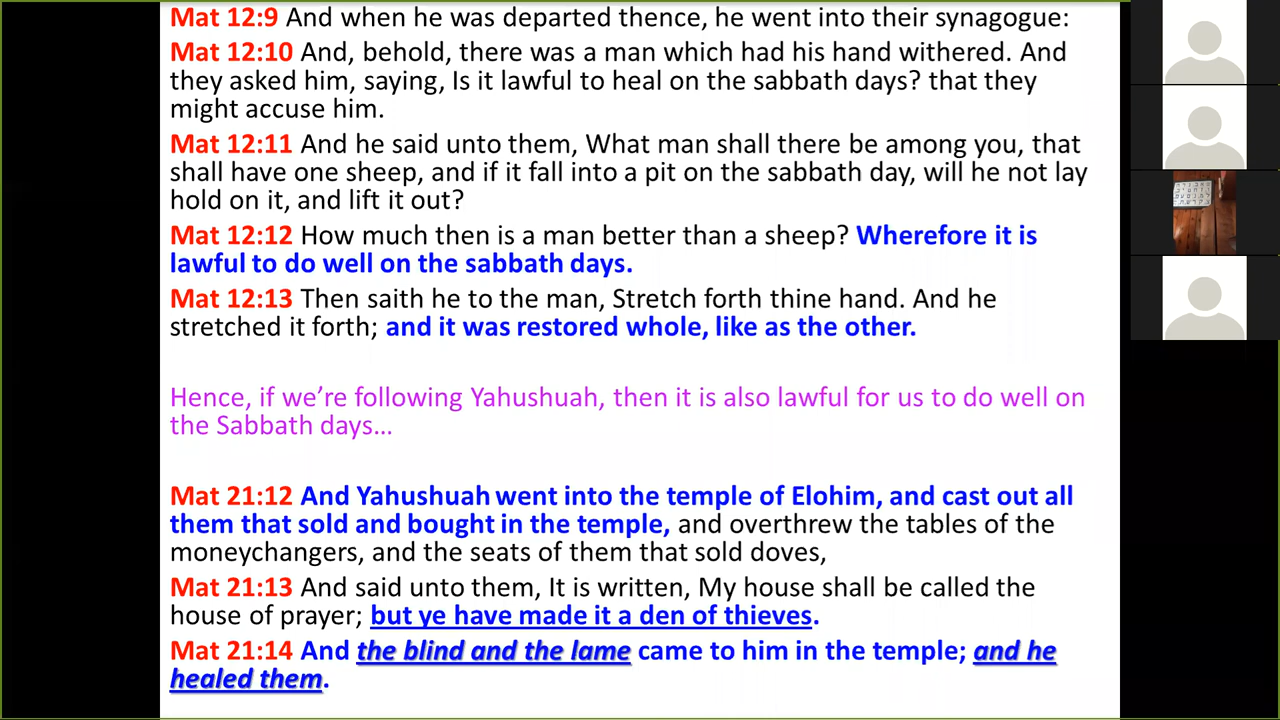 Mat 12:9 And when he was departed thence, he went into their synagogue:
Mat 12:10 And, behold, there was a man which had his hand withered. And
they asked him, saying, Is it lawful to heal on the sabbath days? that they
might accuse him.
Mat 12:11 And he said unto them, What man shall there be among you, that
shall have one sheep, and if it fall into a pit on the sabbath day, will he not lay
hold on it, and lift it out?
Mat 12:12 How much then is a man better than a sheep? Wherefore it is
lawful to do well on the sabbath days.
Mat 12:13 Then saith he to the man, Stretch forth thine hand. And he
stretched it forth; and it was restored whole, like as the other.
Hence, if we’re following Yahushuah, then it is also lawful for us to do well on
the Sabbath days…
Mat 21:12 And Yahushuah went into the temple of Elohim, and cast out all
them that sold and bought in the temple, and overthrew the tables of the
moneychangers, and the seats of them that sold doves,
Mat 21:13 And said unto them, It is written, My house shall be called the
house of prayer; but ye have made it a den of thieves.
Mat 21:14 And the blind and the lame came to him in the temple; and he
healed them.